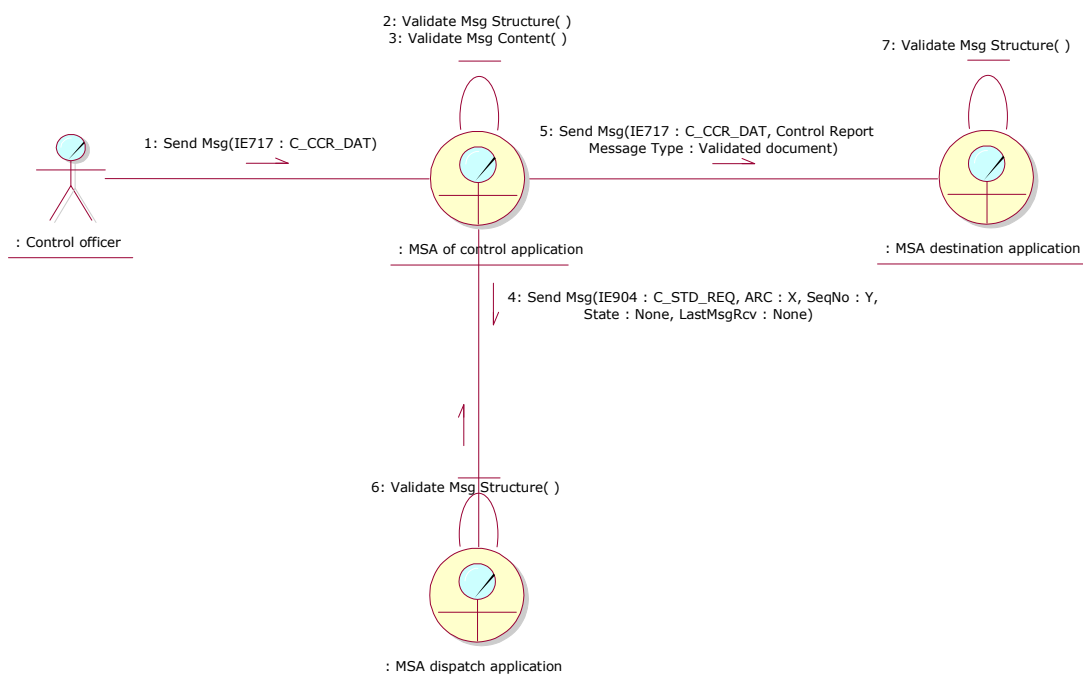 2: Validate Msg Structure( )
3: Validate Msg Content( )
7: Validate Msg Structure( )
1: Send Msg(IE717 : C_CCR_DAT)
5: Send Msg(IE717 : C_CCR_DAT, Control Report
Message Type : Validated document)
: Control officer
: MSA of control application
: MSA destination application
4: Send Msg(IE904 : C_STD_REQ, ARC : X, SeqNo : Y,
State : None, LastMsgRcv : None)
6: Validate Msg Structure( )
: MSA dispatch application